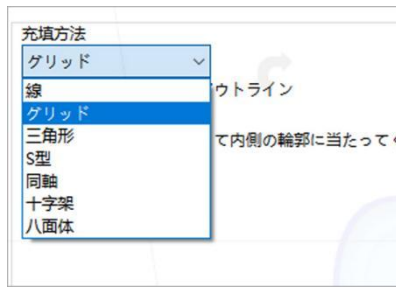 充填方法
グリッド
線
ウトライン
グリッド
三角形
て内側の輪郭に当たって
S型
同軸
十字架
八面体